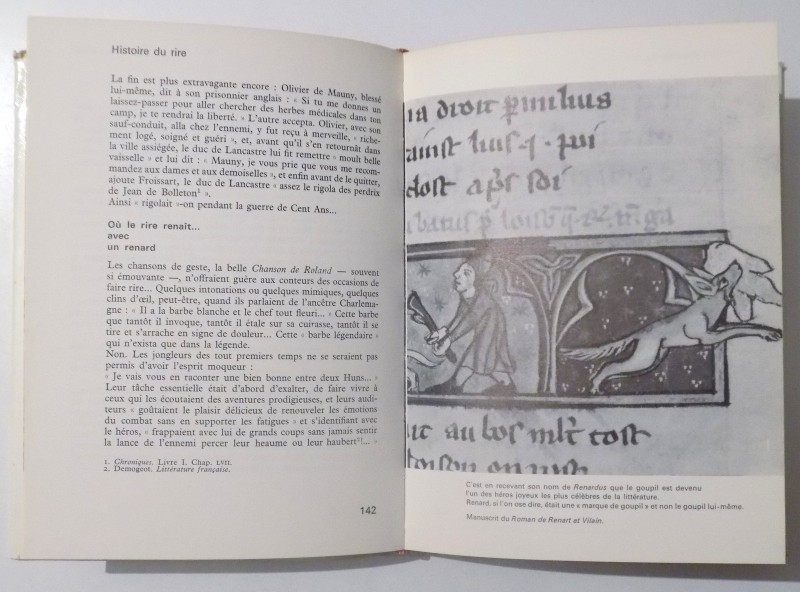 Histoire du rire
La fin est plus extravagante encore : Olivier de Mauny, blessé
lui-même, dit à son prisonnier anglais : « Si tu me donnes un
laissez-passer pour aller chercher des herbes médicales dans ton
camp, je te rendrai la liberté. » L'autre accepta. Olivier, avec son
sauf-conduit, alla chez l'ennemi, y fut reçu à merveille, « riche-
ment logé, soigné et guéri », et, avant qu'il s'en retournât dans
la ville assiégée, le duc de Lancastre lui fit remettre « moult belle
vaisselle » et lui dit : « Mauny, je vous prie que vous me recom-
mandez aux dames et aux demoiselles », et enfin avant de le quitter,
ajoute Froissart, le duc de Lancastre « assez le rigola des perdrix
de Jean de Bolleton¹ ».
Ainsi « rigolait »-on pendant la guerre de Cent Ans...
Où le rire renaît...
avec
un renard
Les chansons de geste, la belle Chanson de Roland — souvent
si émouvante —, n'offraient guère aux conteurs des occasions de
faire rire... Quelques intonations ou quelques mimiques, quelques
clins d'œil, peut-être, quand ils parlaient de l'ancêtre Charlema-
gne : « Il a la barbe blanche et le chef tout fleuri... » Cette barbe
que tantôt il invoque, tantôt il étale sur sa cuirasse, tantôt il se
tire et s'arrache en signe de douleur... Cette « barbe légendaire »
qui n'exista que dans la légende.
Non. Les jongleurs des tout premiers temps ne se seraient pas
permis d'avoir l'esprit moqueur :
« Je vais vous en raconter une bien bonne entre deux Huns... »
Leur tâche essentielle était d'abord d'exalter, de faire vivre à
ceux qui les écoutaient des aventures prodigieuses, et leurs audi-
teurs « goûtaient le plaisir délicieux de renouveler les émotions
du combat sans en supporter les fatigues » et s'identifiant avec
le héros, « frappaient avec lui de grands coups sans jamais sentir
la lance de l'ennemi percer leur heaume ou leur haubert²!... »
1. Chroniques. Livre I. Chap. LVII.
2. Demogeot. Littérature française.
142
droit
au bos
tost
C'est en recevant son nom de Renardus que le goupil est devenu
l'un des héros joyeux les plus célèbres de la littérature.
Renard, si l'on ose dire, était une « marque de goupil » et non le goupil lui-même.
Manuscrit du Roman de Renart et Vilain.